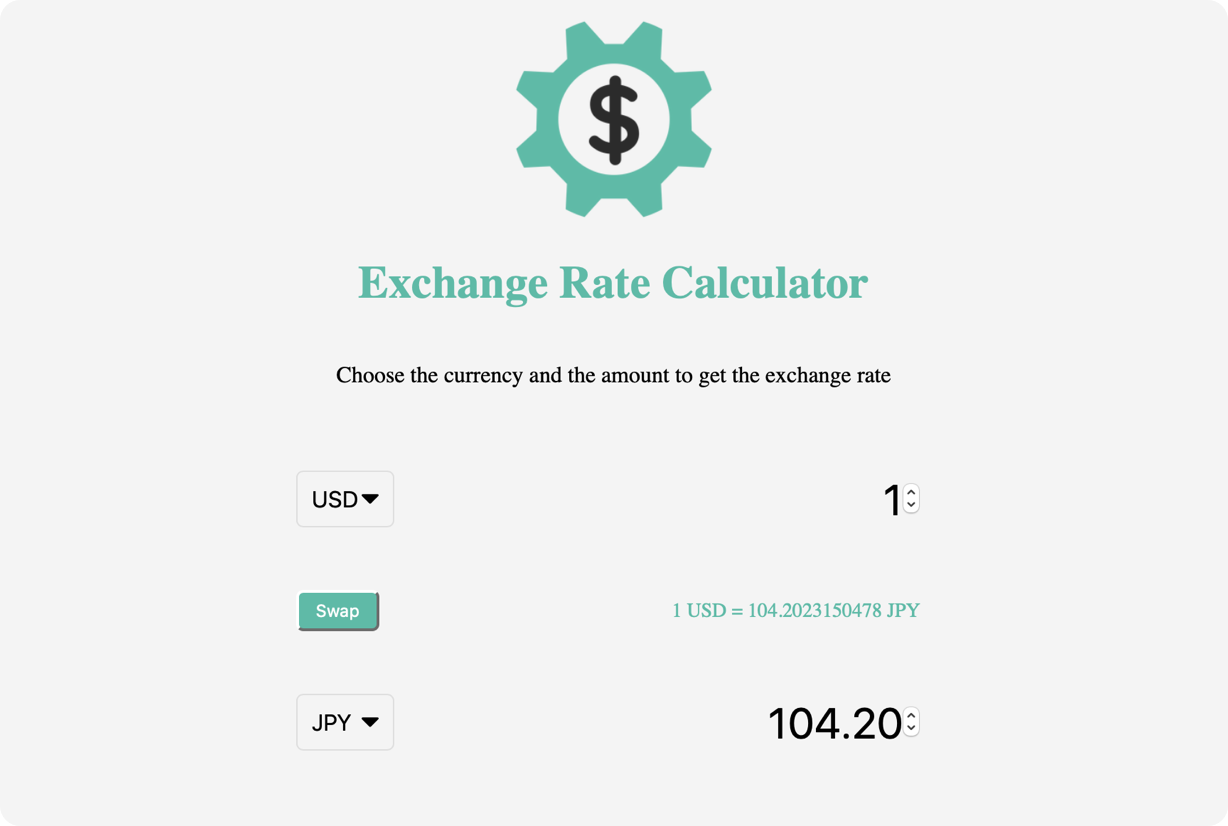 $
Exchange Rate Calculator
Choose the currency and the amount to get the exchange rate
USD
1
Swap
1 USD = 104.2023150478 JPY
JPY
104.20